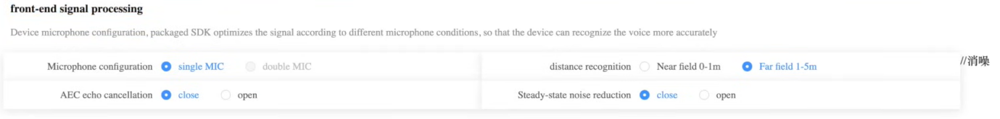 front-end signal processing
Device microphone configuration, packaged SDK optimizes the signal according to different microphone conditions, so that the device can recognize the voice more accurately
Microphone configuration single MIC double MIC distance recognition Near field 0-1m Far field 1-5m //消噪
AEC echo cancellation close open Steady-state noise reduction close open